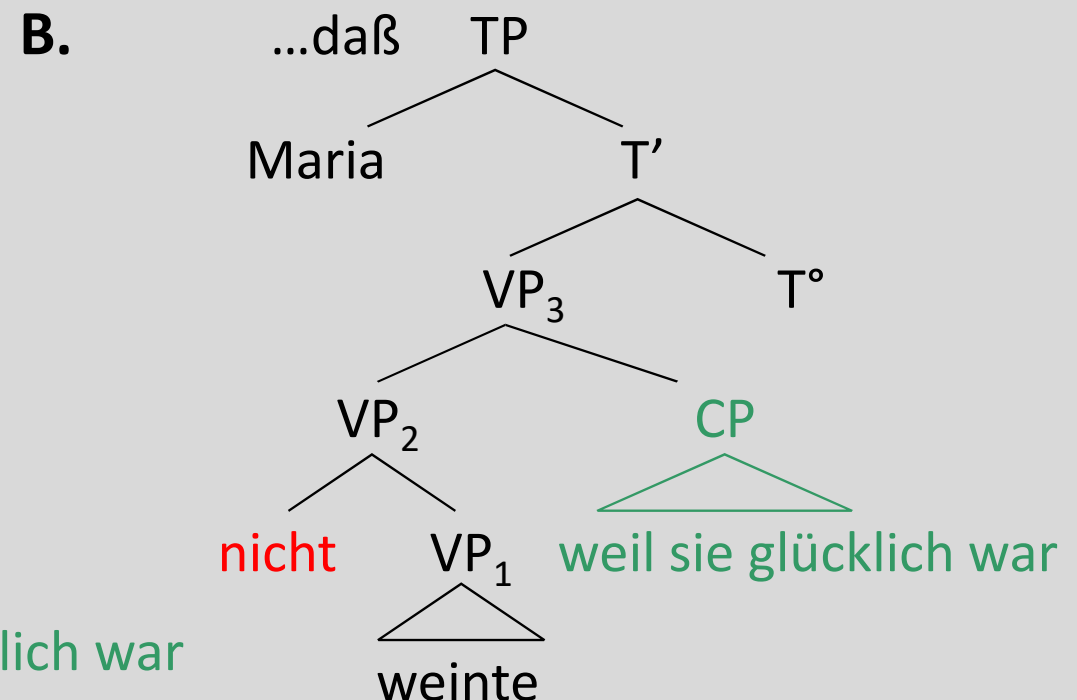 B. …daß TP
Maria T’
VP₃ T°
VP₂ CP
nicht VP₁ weil sie glücklich war
lich war
weinte